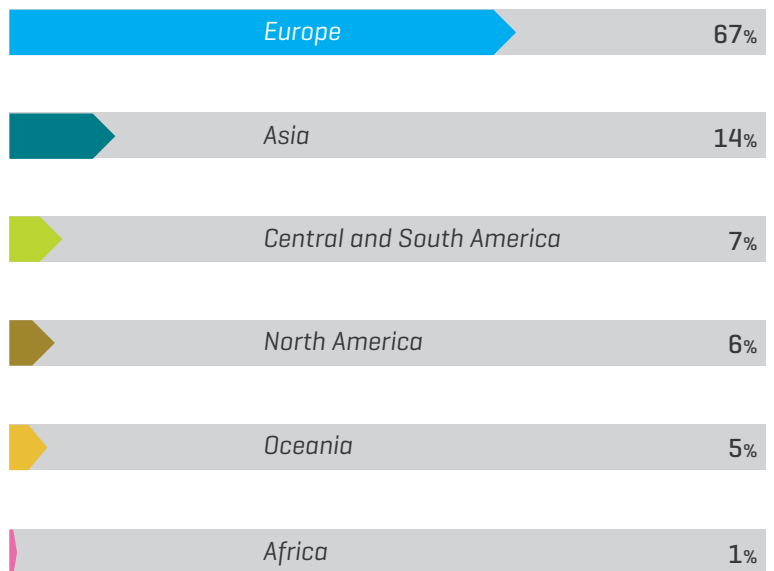 Europe 67%
Asia 14%
Central and South America 7%
North America 6%
Oceania 5%
Africa 1%